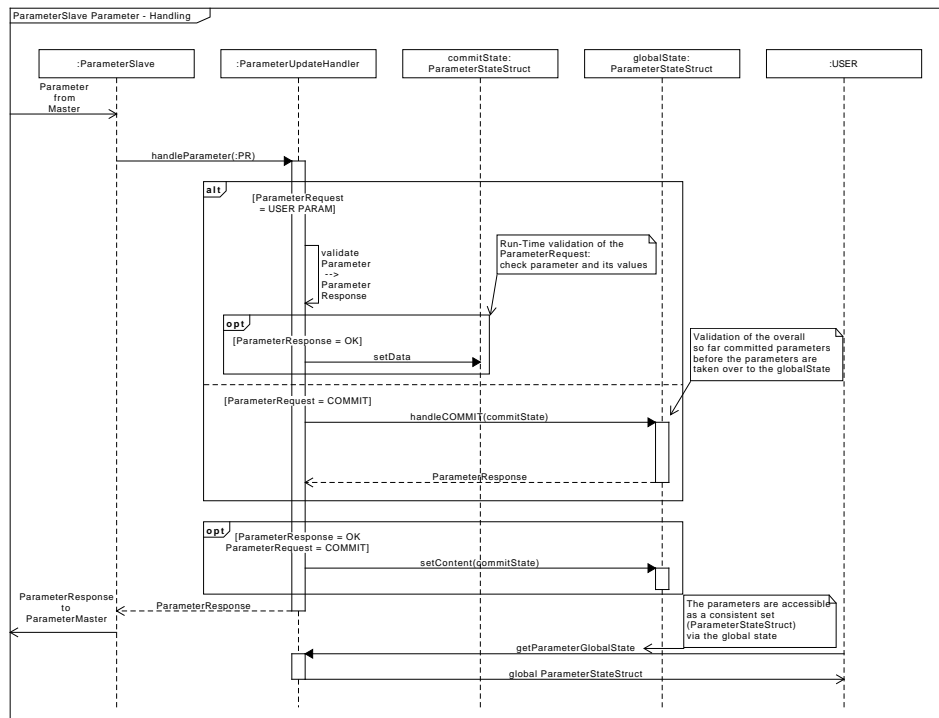 ParameterSlave Parameter - Handling
:ParameterSlave
:ParameterUpdateHandler
commitState:
ParameterStateStruct
globalState:
ParameterStateStruct
:USER
Parameter
from
Master
handleParameter(:PR)
alt
[ParameterRequest
= USER PARAM]
validate
Parameter
-->
Parameter
Response
Run-Time validation of the
ParameterRequest:
check parameter and its values
opt
[ParameterResponse = OK]
setData
Validation of the overall
so far committed parameters
before the parameters are
taken over to the globalState
[ParameterRequest = COMMIT]
handleCOMMIT(commitState)
ParameterResponse
opt
[ParameterResponse = OK
ParameterRequest = COMMIT]
setContent(commitState)
ParameterResponse
to
ParameterMaster
ParameterResponse
The parameters are accessible
as a consistent set
(ParameterStateStruct)
via the global state
getParameterGlobalState
global ParameterStateStruct